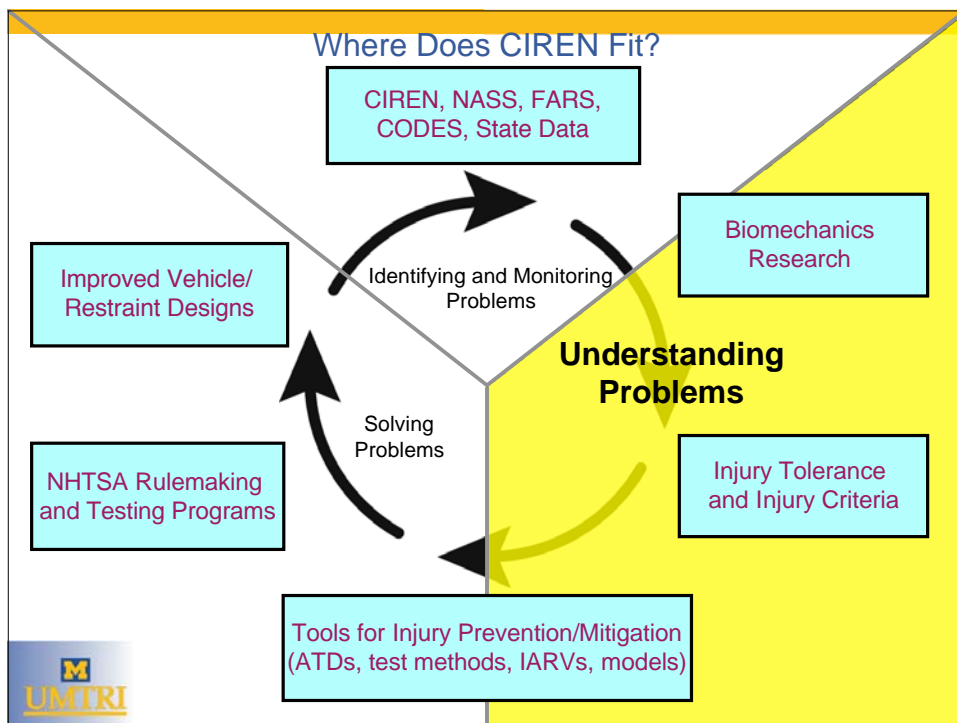 Where Does CIREN Fit?
CIREN, NASS, FARS,
CODES, State Data
Biomechanics
Research
Improved Vehicle/
Restraint Designs
Identifying and Monitoring
Problems
Understanding
Problems
Solving
Problems
NHTSA Rulemaking
and Testing Programs
Injury Tolerance
and Injury Criteria
Tools for Injury Prevention/Mitigation
(ATDs, test methods, IARVs, models)
M
UMTRI